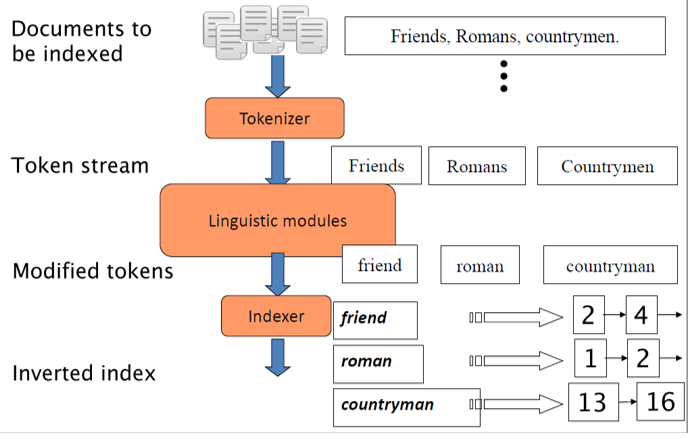 Documents to
be indexed
Friends, Romans, countrymen.
Tokenizer
Token stream
Friends Romans Countrymen
Linguistic modules
Modified tokens
friend roman countryman
Indexer
friend 2 4
roman 1 2
Inverted index
countryman 13 16